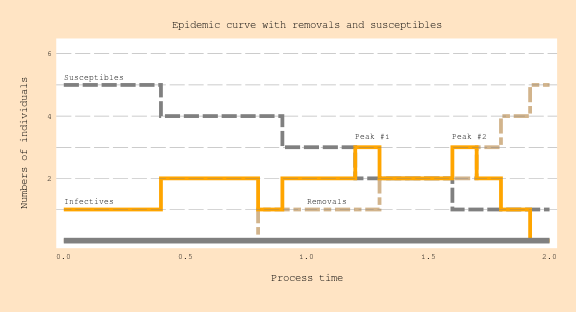 Epidemic curve with removals and susceptibles
Numbers of individuals
6
4
2
Susceptibles
Peak #1
Peak #2
Infectives
Removals
0.0
0.5
1.0
1.5
2.0
Process time